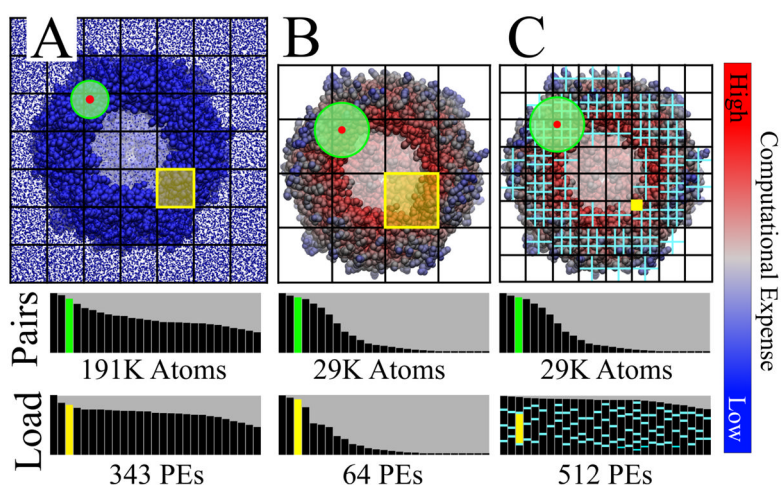 A
B
C
High
Computational Expense
Low
Pairs
191K Atoms
29K Atoms
29K Atoms
Load
343 PEs
64 PEs
512 PEs